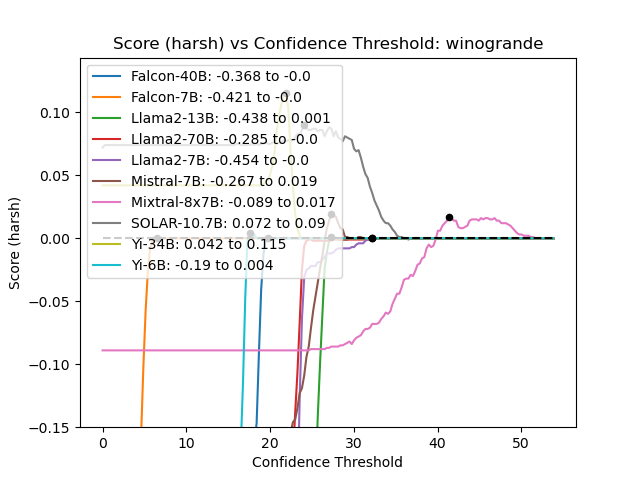 Score (harsh) vs Confidence Threshold: winogrande
Falcon-40B: -0.368 to -0.0
Falcon-7B: -0.421 to -0.0
Llama2-13B: -0.438 to 0.001
Llama2-70B: -0.285 to -0.0
Llama2-7B: -0.454 to -0.0
Mistral-7B: -0.267 to 0.019
Mixtral-8x7B: -0.089 to 0.017
SOLAR-10.7B: 0.072 to 0.09
Yi-34B: 0.042 to 0.115
Yi-6B: -0.19 to 0.004
Score (harsh)
0.10
0.05
0.00
−0.05
−0.10
−0.15
0 10 20 30 40 50
Confidence Threshold